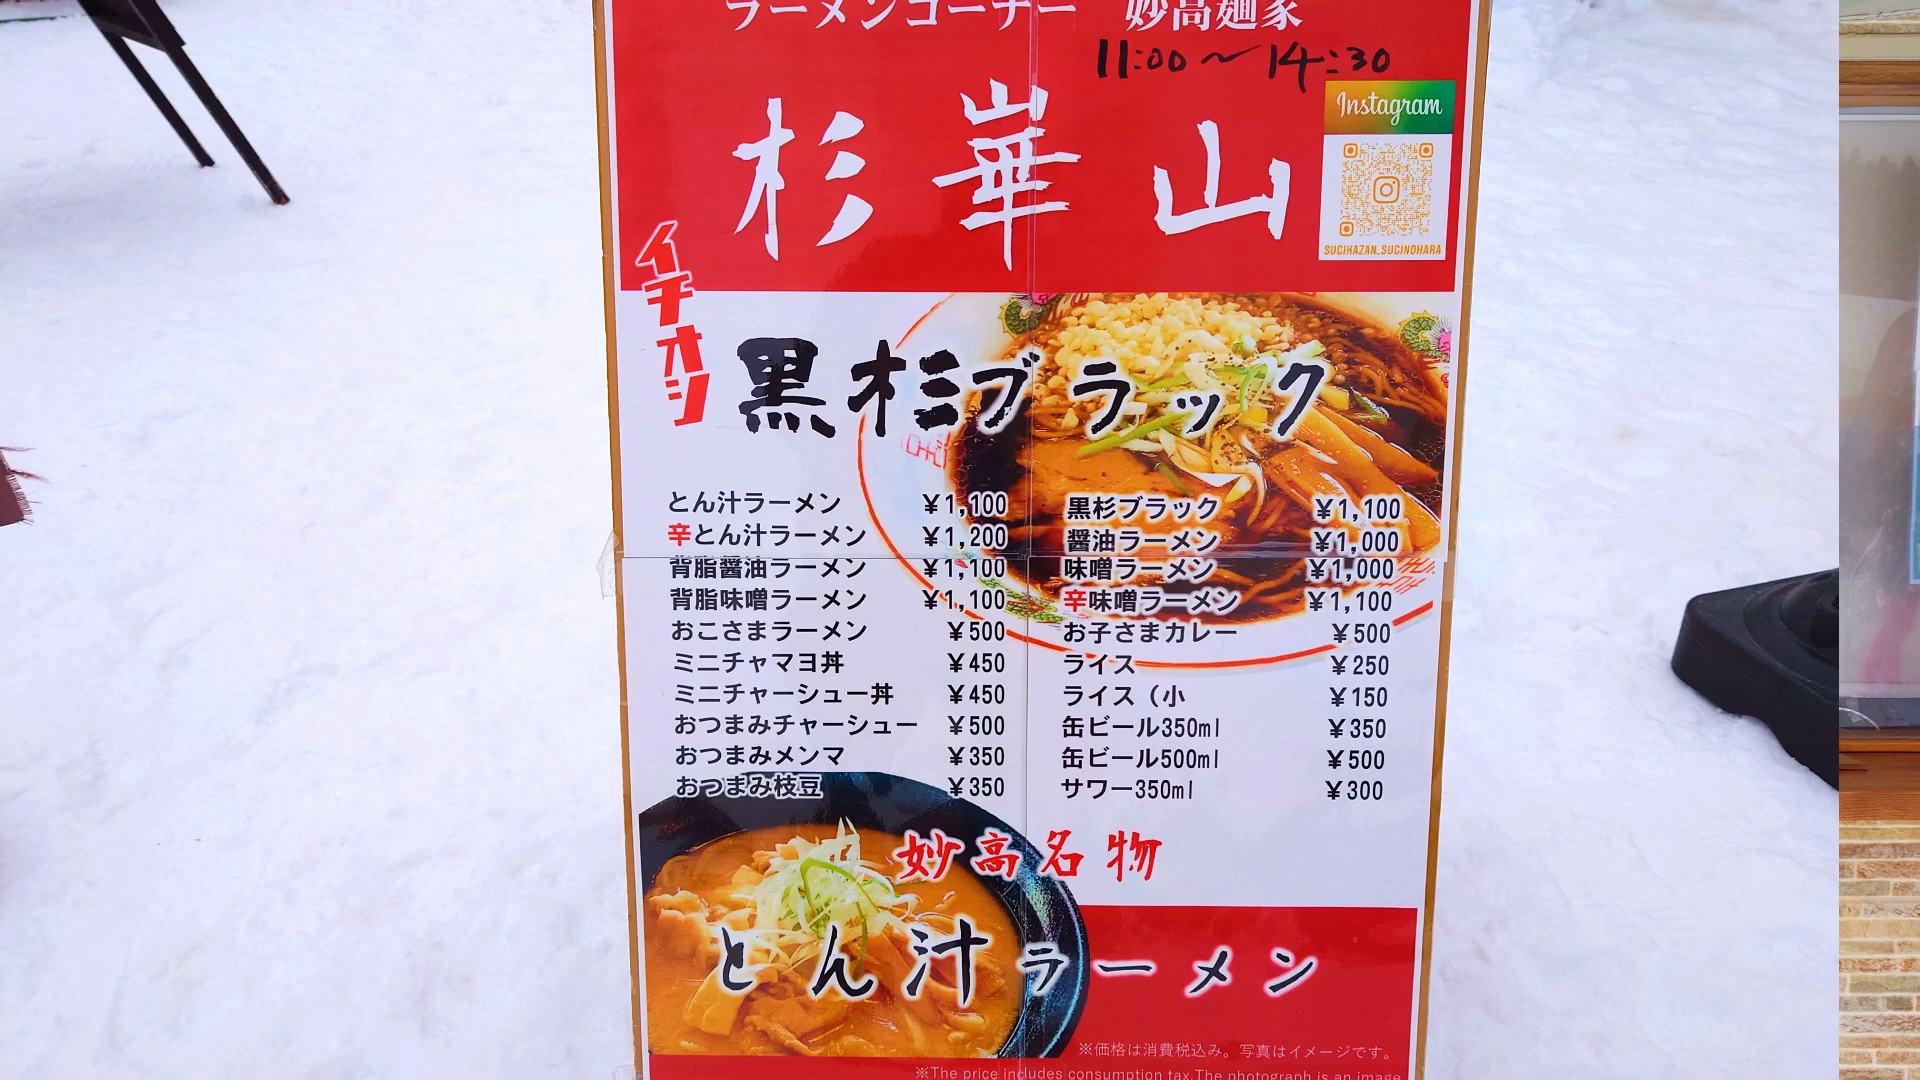 ラーメンコーナー 妙高麺家
11:00～14:30
杉崋山
Instagram
SUGIKAZAN_SUGINOHARA
イチオシ
黒杉ブラック
とん汁ラーメン ￥1,100
辛とん汁ラーメン ￥1,200
背脂醤油ラーメン ￥1,100
背脂味噌ラーメン ￥1,100
おこさまラーメン ￥500
ミニチャマヨ丼 ￥450
ミニチャーシュー丼 ￥450
おつまみチャーシュー ￥500
おつまみメンマ ￥350
おつまみ枝豆 ￥350
黒杉ブラック ￥1,100
醤油ラーメン ￥1,000
味噌ラーメン ￥1,000
辛味噌ラーメン ￥1,100
お子さまカレー ￥500
ライス ￥250
ライス（小 ￥150
缶ビール350ml ￥350
缶ビール500ml ￥500
サワー350ml ￥300
妙高名物
とん汁ラーメン
※価格は消費税込み。写真はイメージです。
※The price includes consumption tax.The photograph is an image